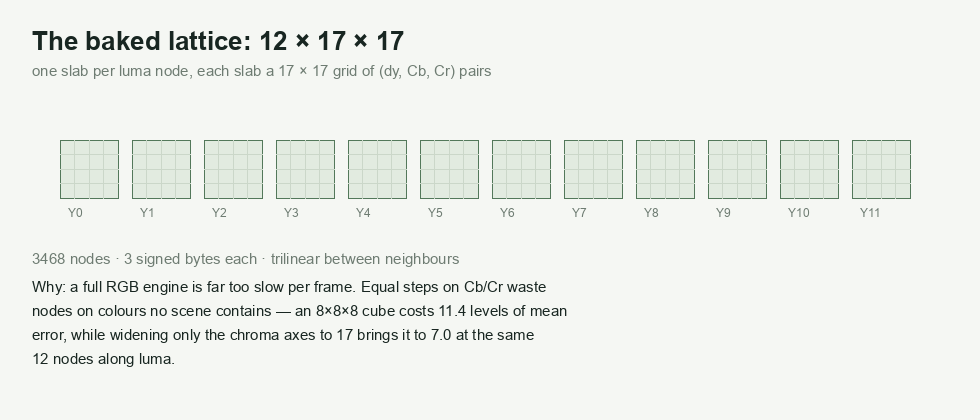 The baked lattice: 12 × 17 × 17
one slab per luma node, each slab a 17 × 17 grid of (dy, Cb, Cr) pairs
Y0 Y1 Y2 Y3 Y4 Y5 Y6 Y7 Y8 Y9 Y10 Y11
3468 nodes · 3 signed bytes each · trilinear between neighbours
Why: a full RGB engine is far too slow per frame. Equal steps on Cb/Cr waste
nodes on colours no scene contains — an 8×8×8 cube costs 11.4 levels of mean
error, while widening only the chroma axes to 17 brings it to 7.0 at the same
12 nodes along luma.